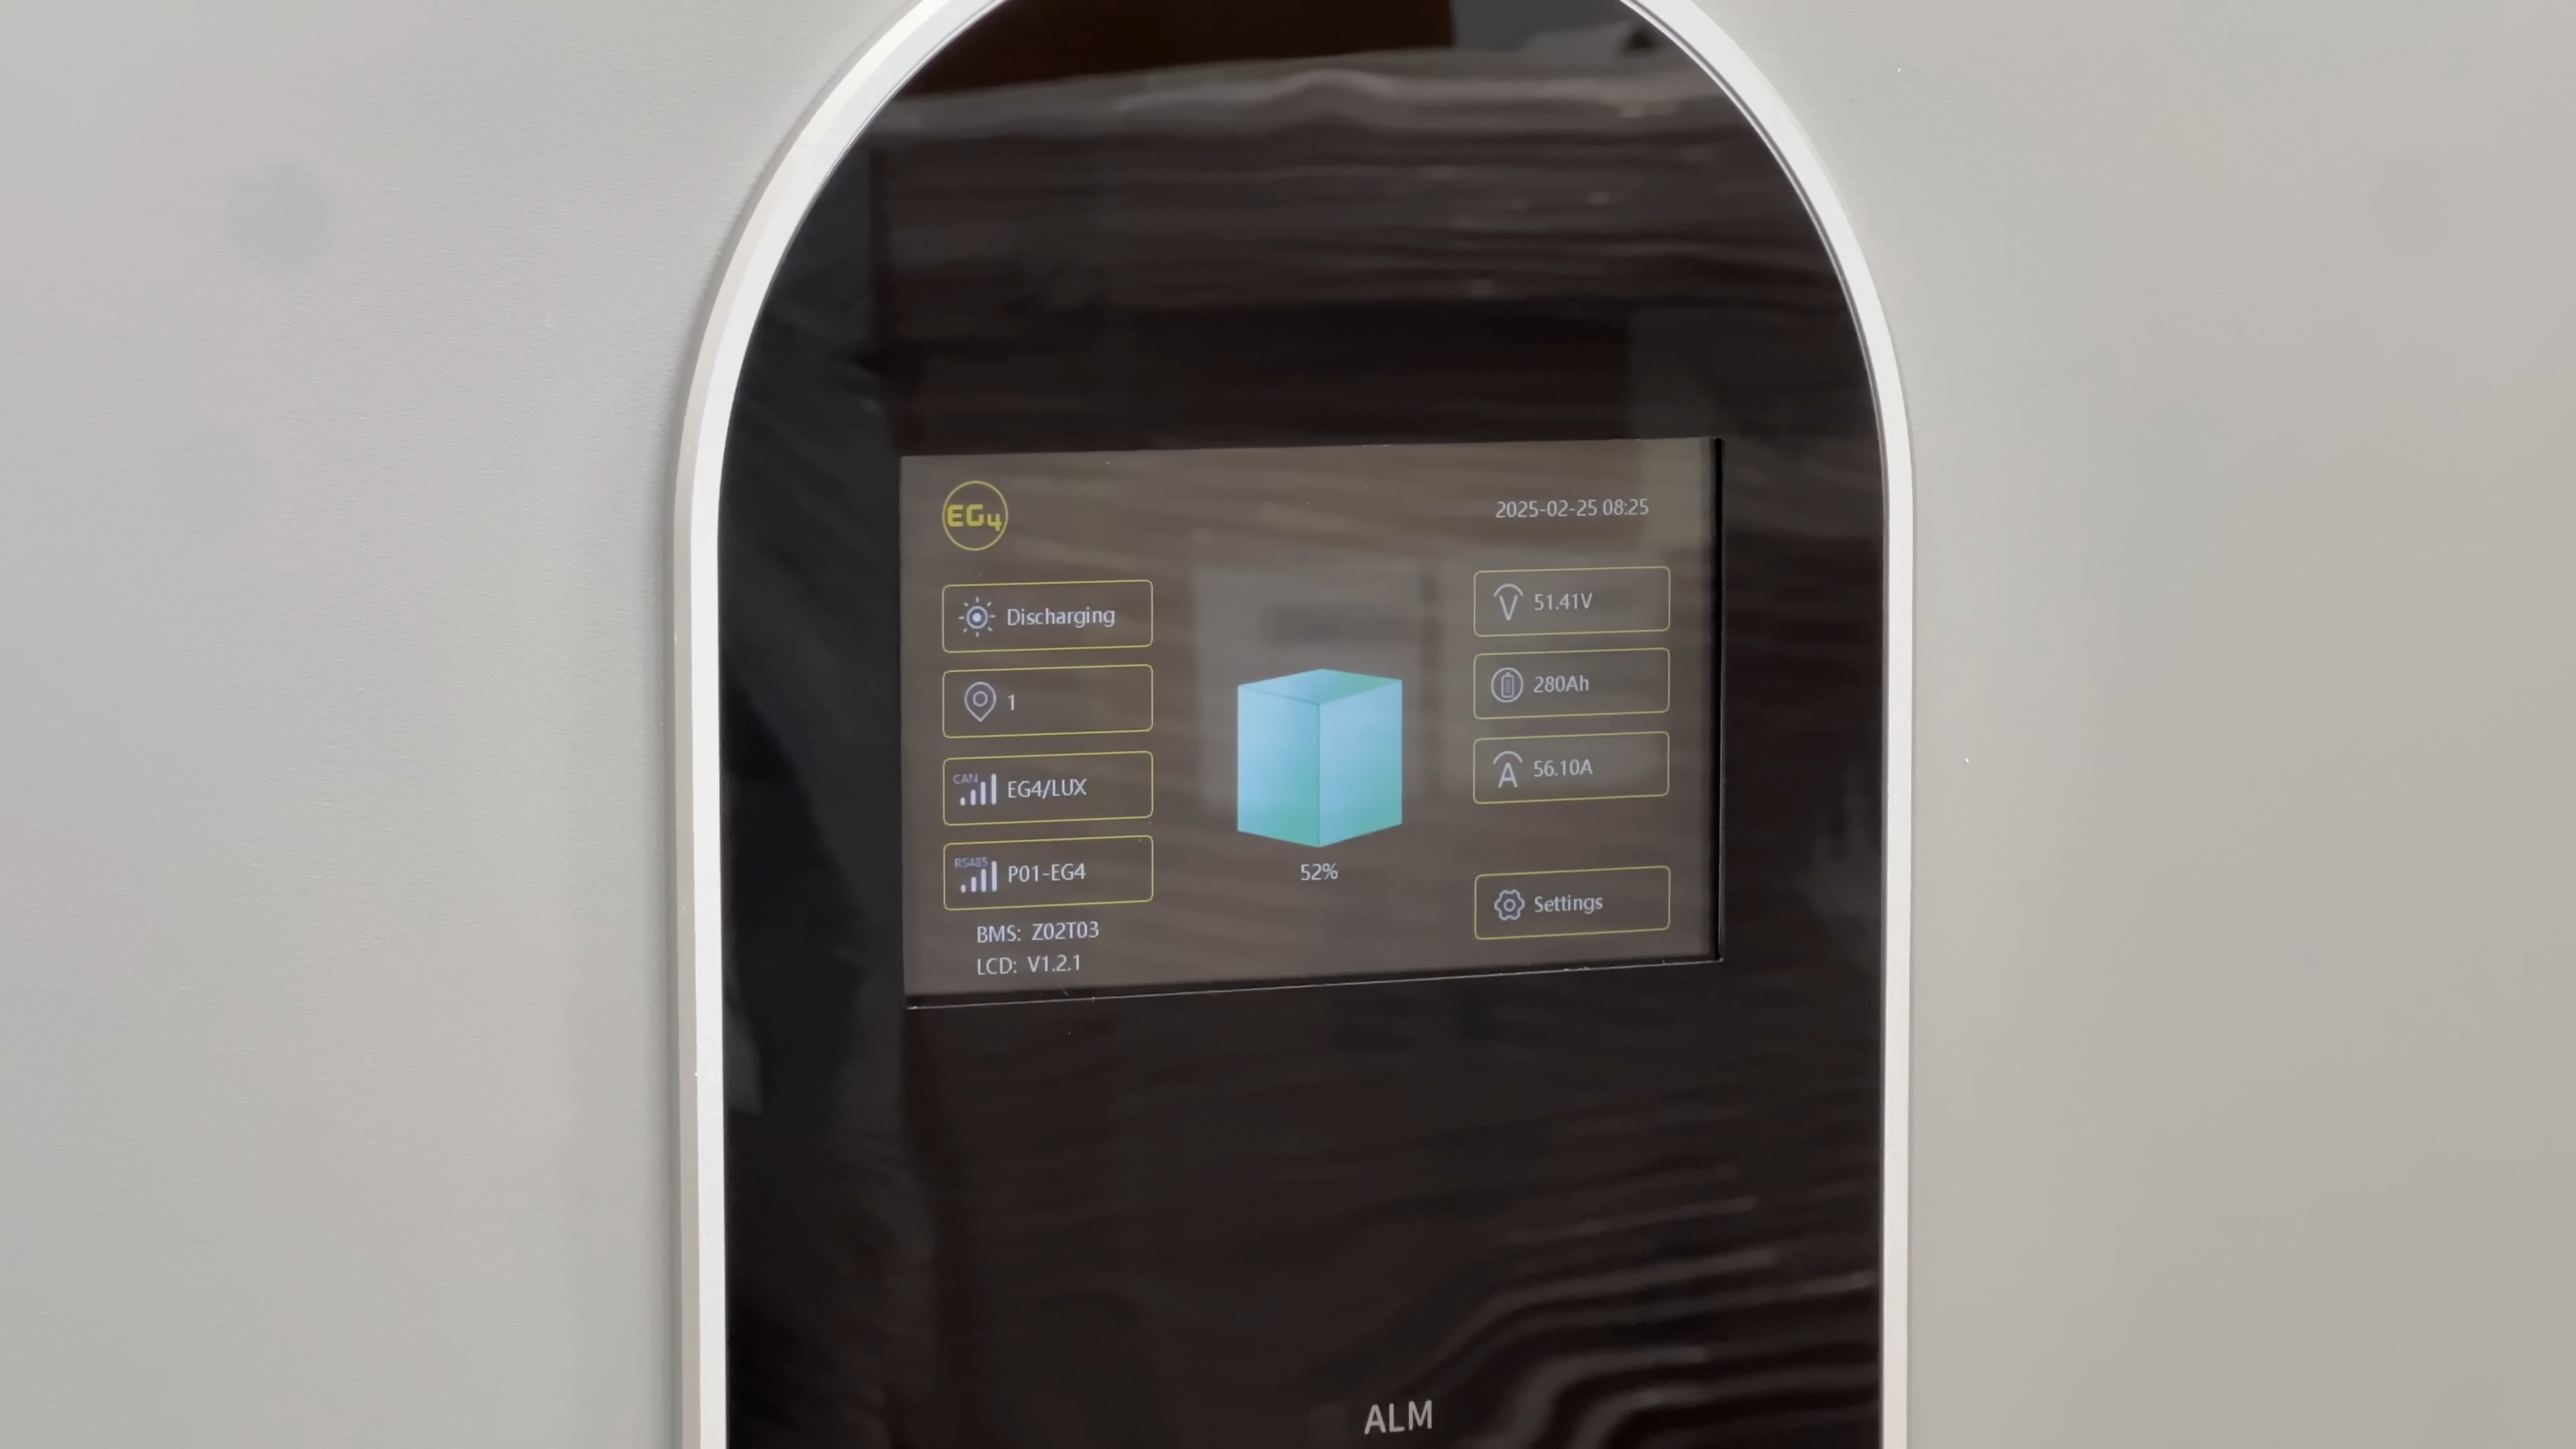 EG4
2025-02-25 08:25
Discharging
1
CAN
EG4/LUX
RS485
P01-EG4
BMS: Z02T03
LCD: V1.2.1
52%
V 51.41V
280Ah
A 56.10A
Settings
ALM